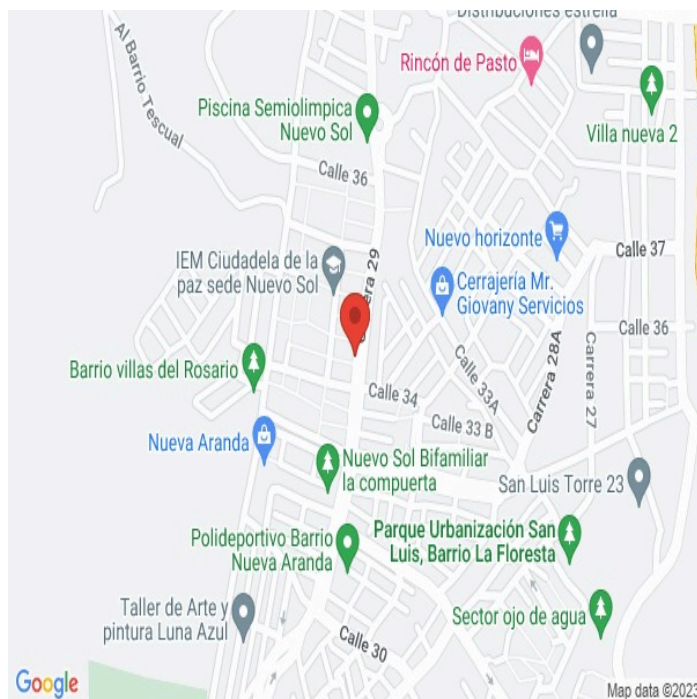 Distribuciones estrella
Rincón de Pasto
Al Barrio Tescual
Piscina Semiolimpica
Nuevo Sol
Villa nueva 2
Calle 36
IEM Ciudadela de la
paz sede Nuevo Sol
Carrera 29
Nuevo horizonte
Calle 37
Cerrajería Mr.
Giovany Servicios
Calle 36
Barrio villas del Rosario
Calle 34
Calle 33A
Carrera 28A
Carrera 27
Calle 33 B
Nueva Aranda
Nuevo Sol Bifamiliar
la compuerta
San Luis Torre 23
Polideportivo Barrio
Nueva Aranda
Parque Urbanización San
Luis, Barrio La Floresta
Taller de Arte y
pintura Luna Azul
Sector ojo de agua
Calle 30
Google
Map data ©2023